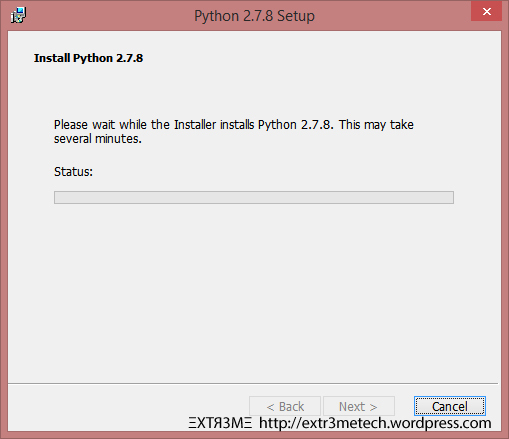 Python 2.7.8 Setup
Install Python 2.7.8
Please wait while the Installer installs Python 2.7.8. This may take
several minutes.
Status:
< Back
Next >
Cancel
ΞXTЯ3MΞ http://extr3metech.wordpress.com